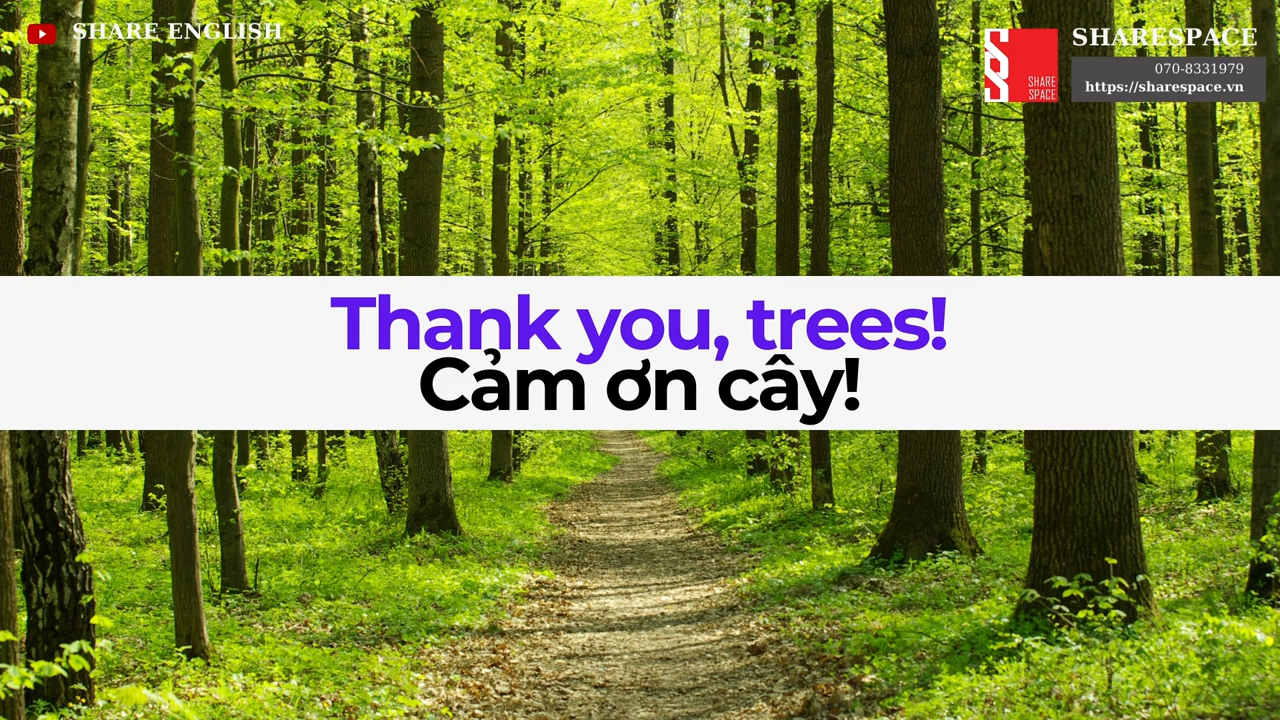 SHARE ENGLISH
SHARESPACE
070-8331979
https://sharespace.vn
SHARE
SPACE
Thank you, trees!
Cảm ơn cây!